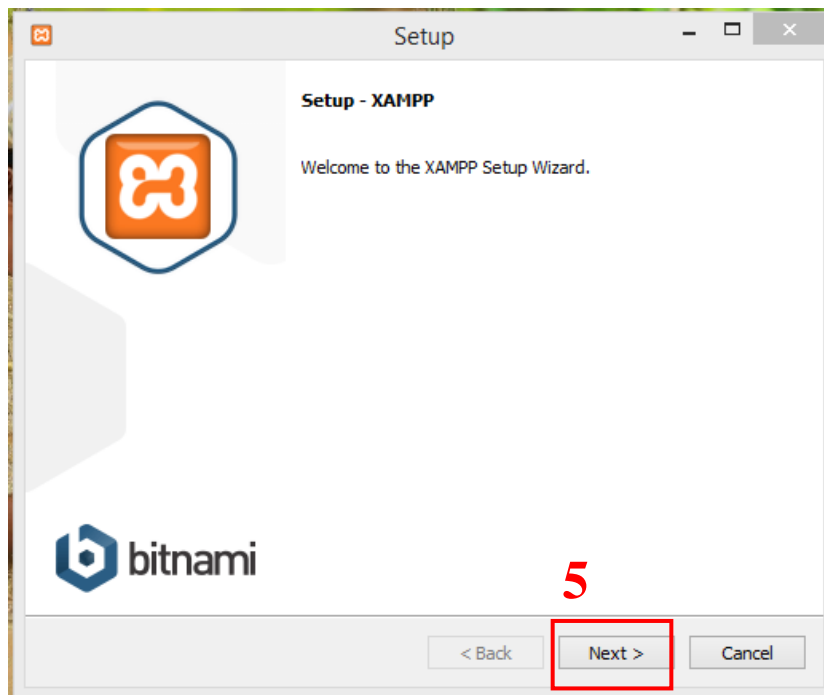 Setup
Setup - XAMPP
Welcome to the XAMPP Setup Wizard.
bitnami
5
< Back Next > Cancel